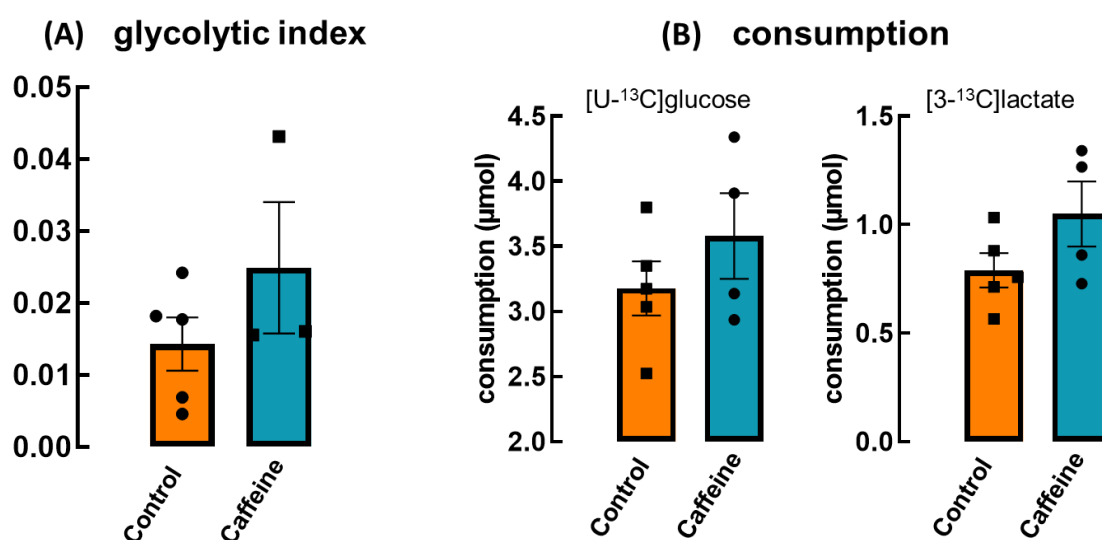 (A) glycolytic index
0.05
0.04
0.03
0.02
0.01
0.00
Control
Caffeine
(B) consumption
[U-¹³C]glucose
consumption (µmol)
4.5
4.0
3.5
3.0
2.5
2.0
Control
Caffeine
[3-¹³C]lactate
consumption (µmol)
1.5
1.0
0.5
0.0
Control
Caffeine